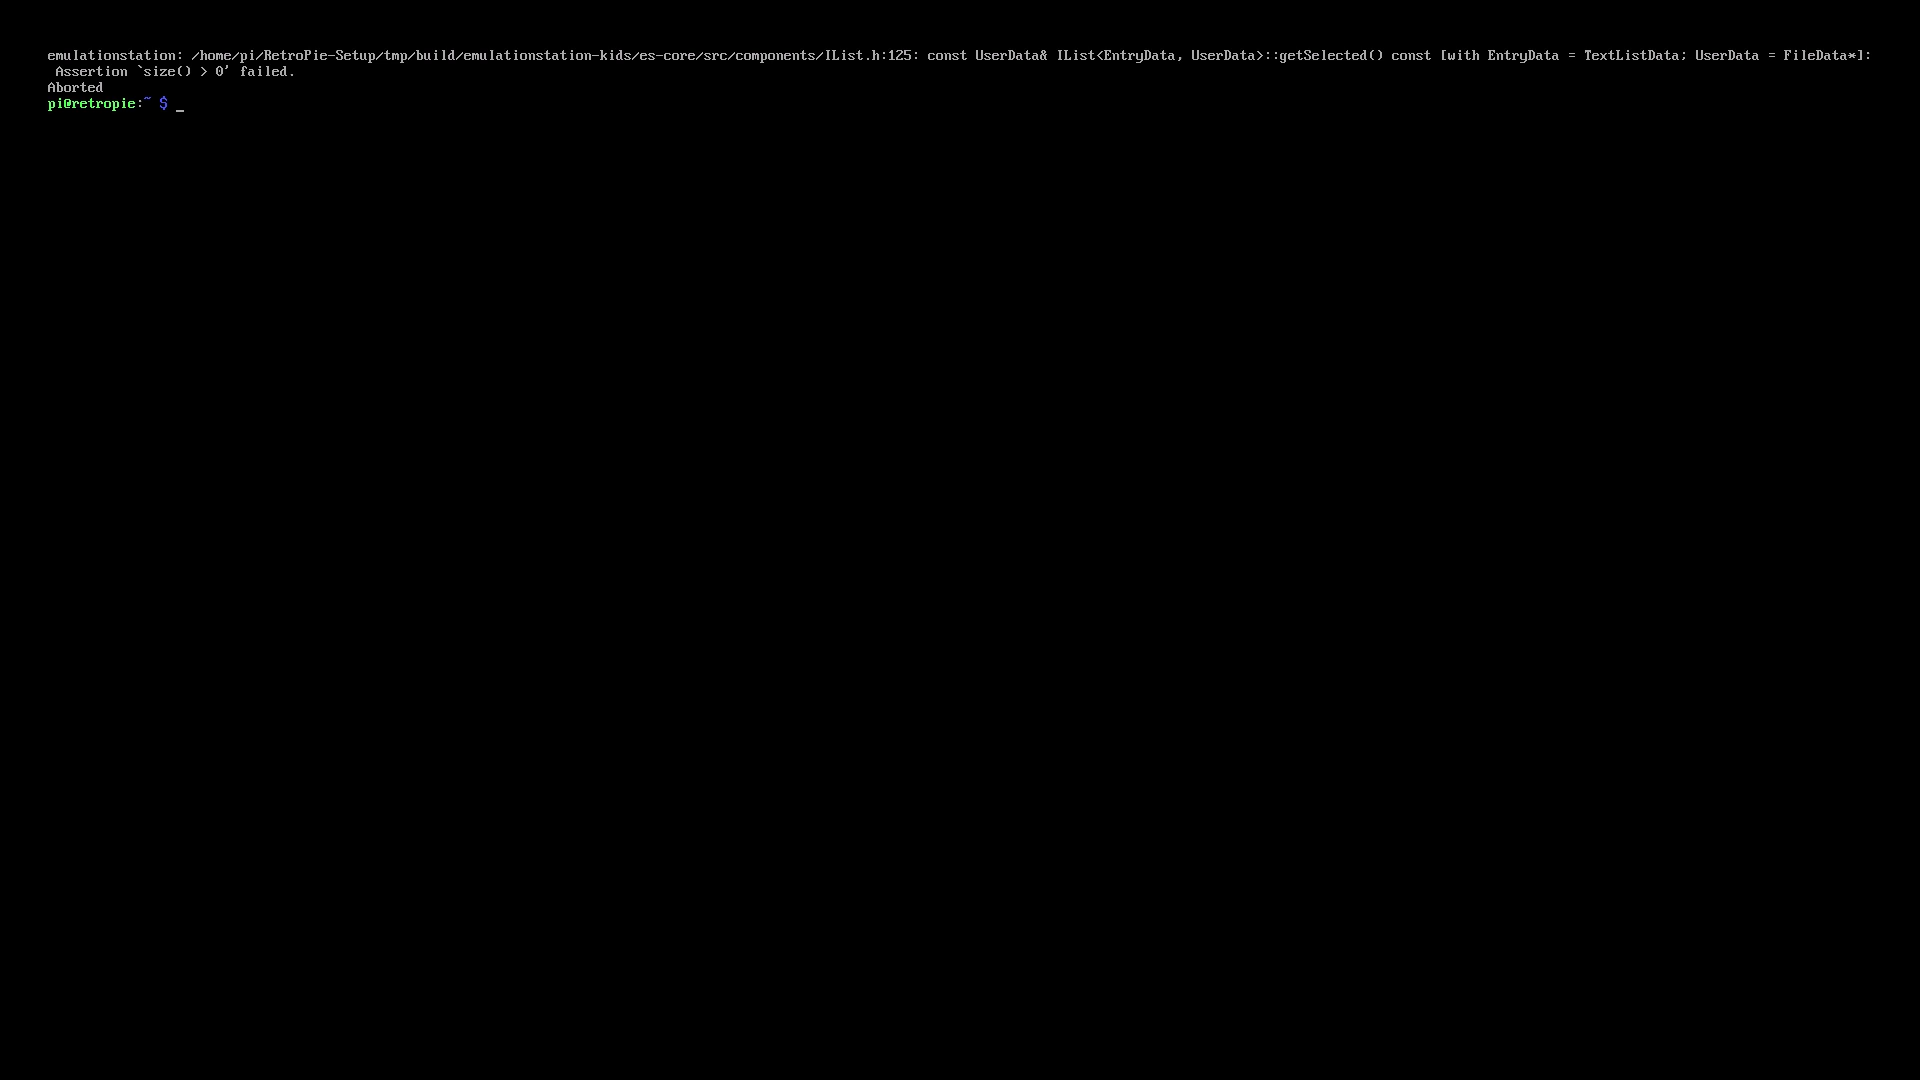 emulationstation: /home/pi/RetroPie-Setup/tmp/build/emulationstation-kids/es-core/src/components/IList.h:125: const UserData& IList<EntryData, UserData>::getSelected() const [with EntryData = TextListData; UserData = FileData*]:
 Assertion `size() > 0' failed.
Aborted
pi@retropie:~ $ _